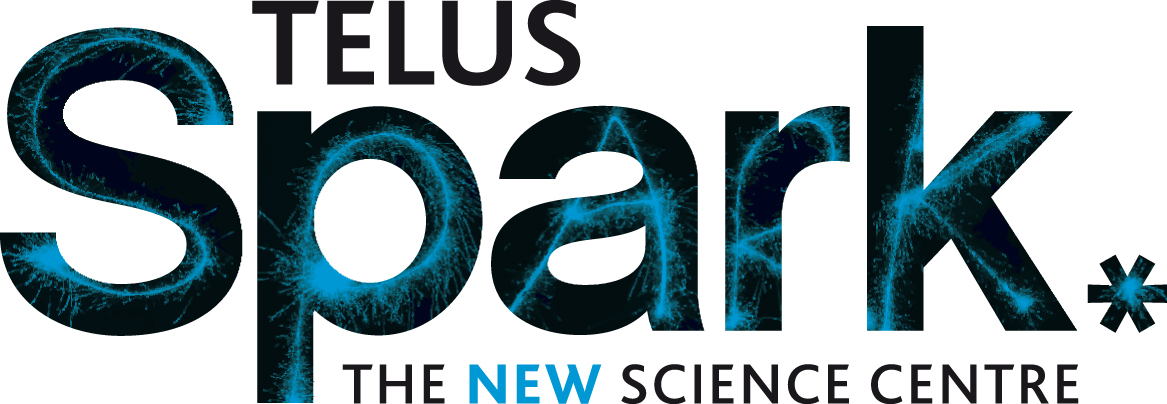 TELUS
Spark.*
THE NEW SCIENCE CENTRE